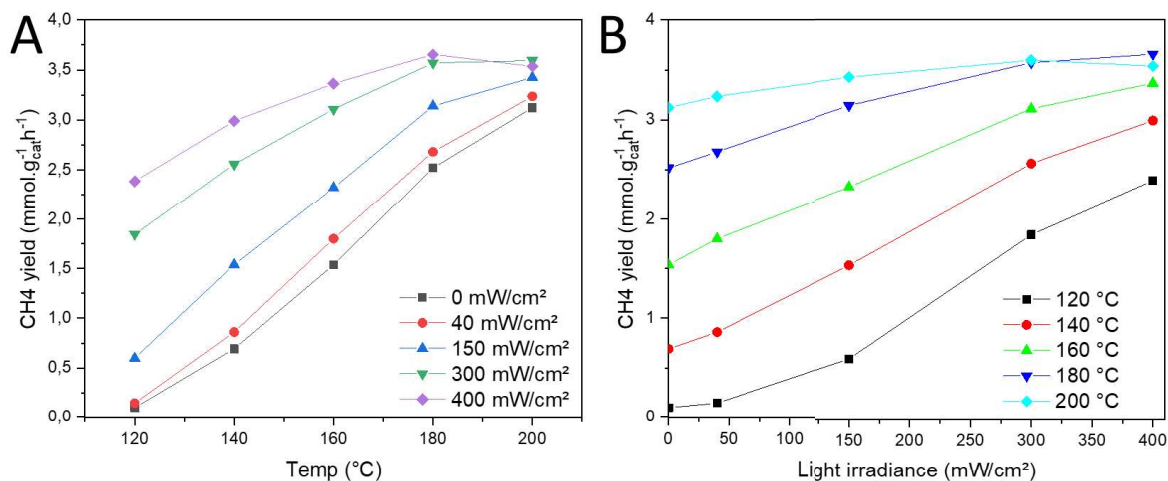 A
CH4 yield (mmol.g⁻¹cath⁻¹)
4,0
3,5
3,0
2,5
2,0
1,5
1,0
0,5
0,0
0 mW/cm²
40 mW/cm²
150 mW/cm²
300 mW/cm²
400 mW/cm²
120 140 160 180 200
Temp (°C)
B
CH4 yield (mmol.g⁻¹cath⁻¹)
4
3
2
1
0
120 °C
140 °C
160 °C
180 °C
200 °C
0 50 100 150 200 250 300 350 400
Light irradiance (mW/cm²)